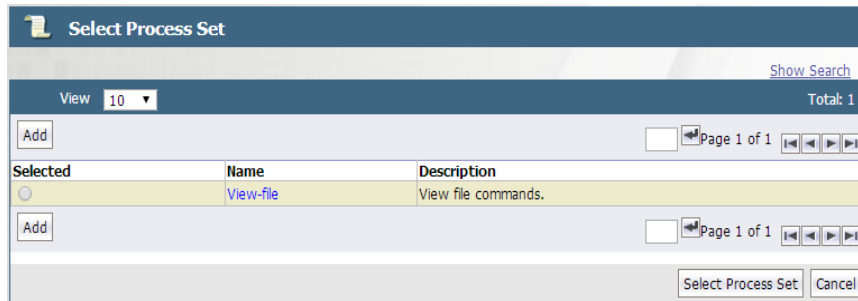 Select Process Set
Show Search
View 10 Total: 1
Add Page 1 of 1
Selected Name Description
View-file View file commands.
Add Page 1 of 1
Select Process Set Cancel